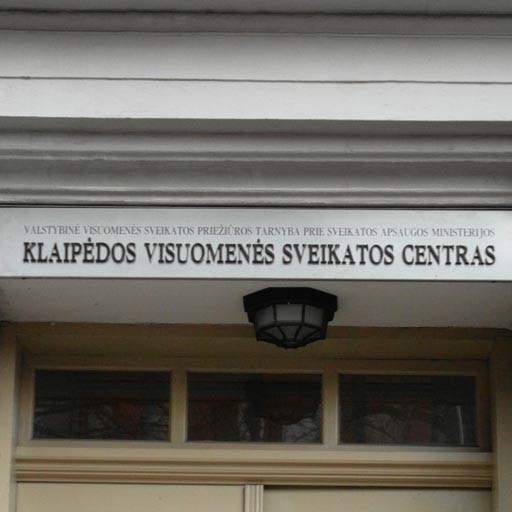 VALSTYBINĖ VISUOMENĖS SVEIKATOS PRIEŽIŪROS TARNYBA PRIE SVEIKATOS APSAUGOS MINISTERIJOS
KLAIPĖDOS VISUOMENĖS SVEIKATOS CENTRAS